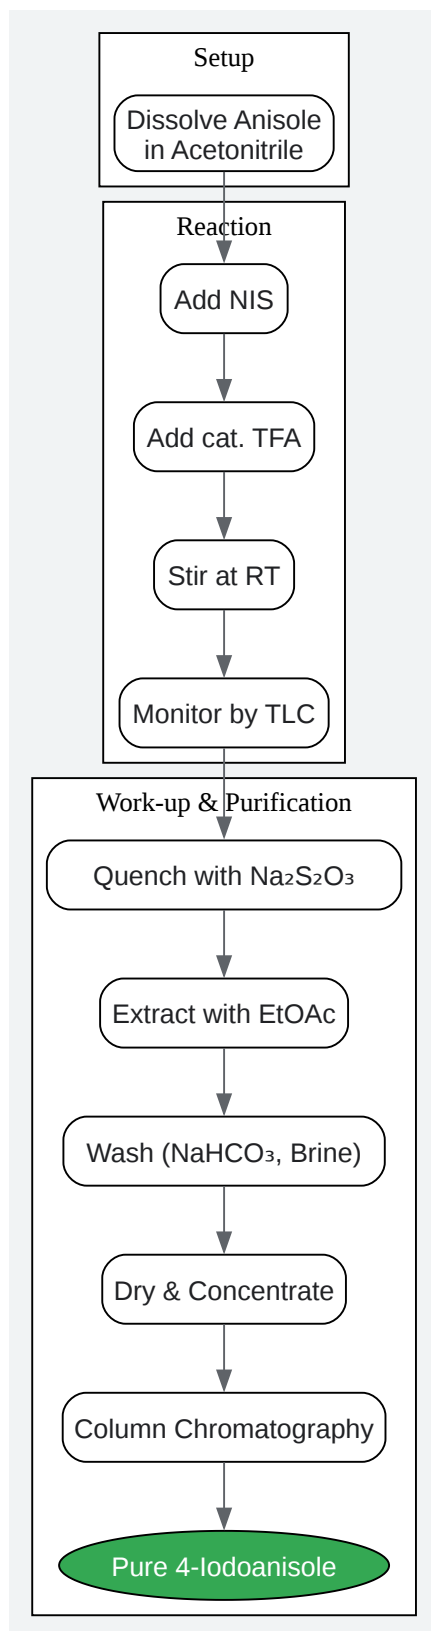 Setup
Dissolve Anisole
in Acetonitrile
Reaction
Add NIS
Add cat. TFA
Stir at RT
Monitor by TLC
Work-up & Purification
Quench with Na₂S₂O₃
Extract with EtOAc
Wash (NaHCO₃, Brine)
Dry & Concentrate
Column Chromatography
Pure 4-Iodoanisole